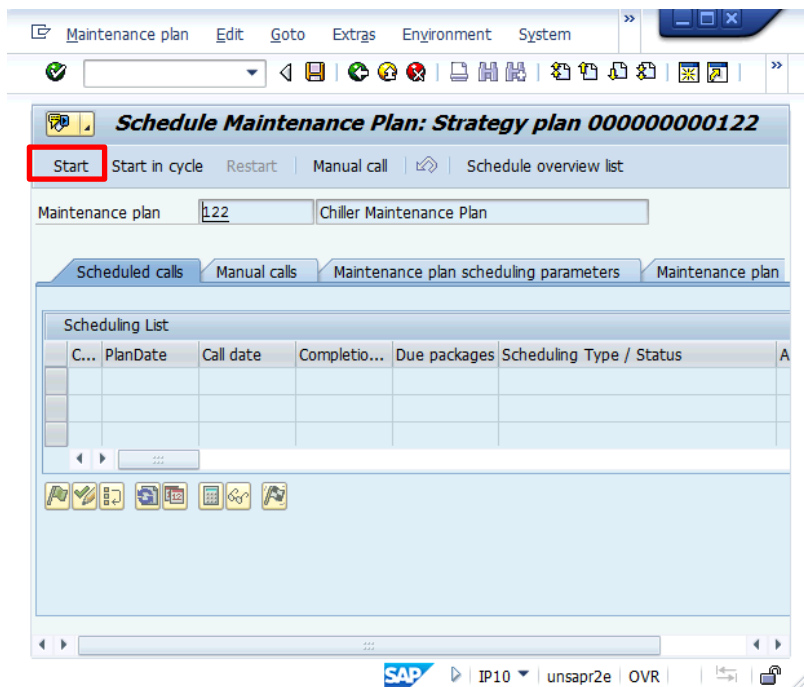 Maintenance plan Edit Goto Extras Environment System »
»
Schedule Maintenance Plan: Strategy plan 000000000122
Start Start in cycle Restart Manual call Schedule overview list
Maintenance plan 122 Chiller Maintenance Plan
Scheduled calls Manual calls Maintenance plan scheduling parameters Maintenance plan
Scheduling List
C... PlanDate Call date Completio... Due packages Scheduling Type / Status A
SAP IP10 unsapr2e OVR